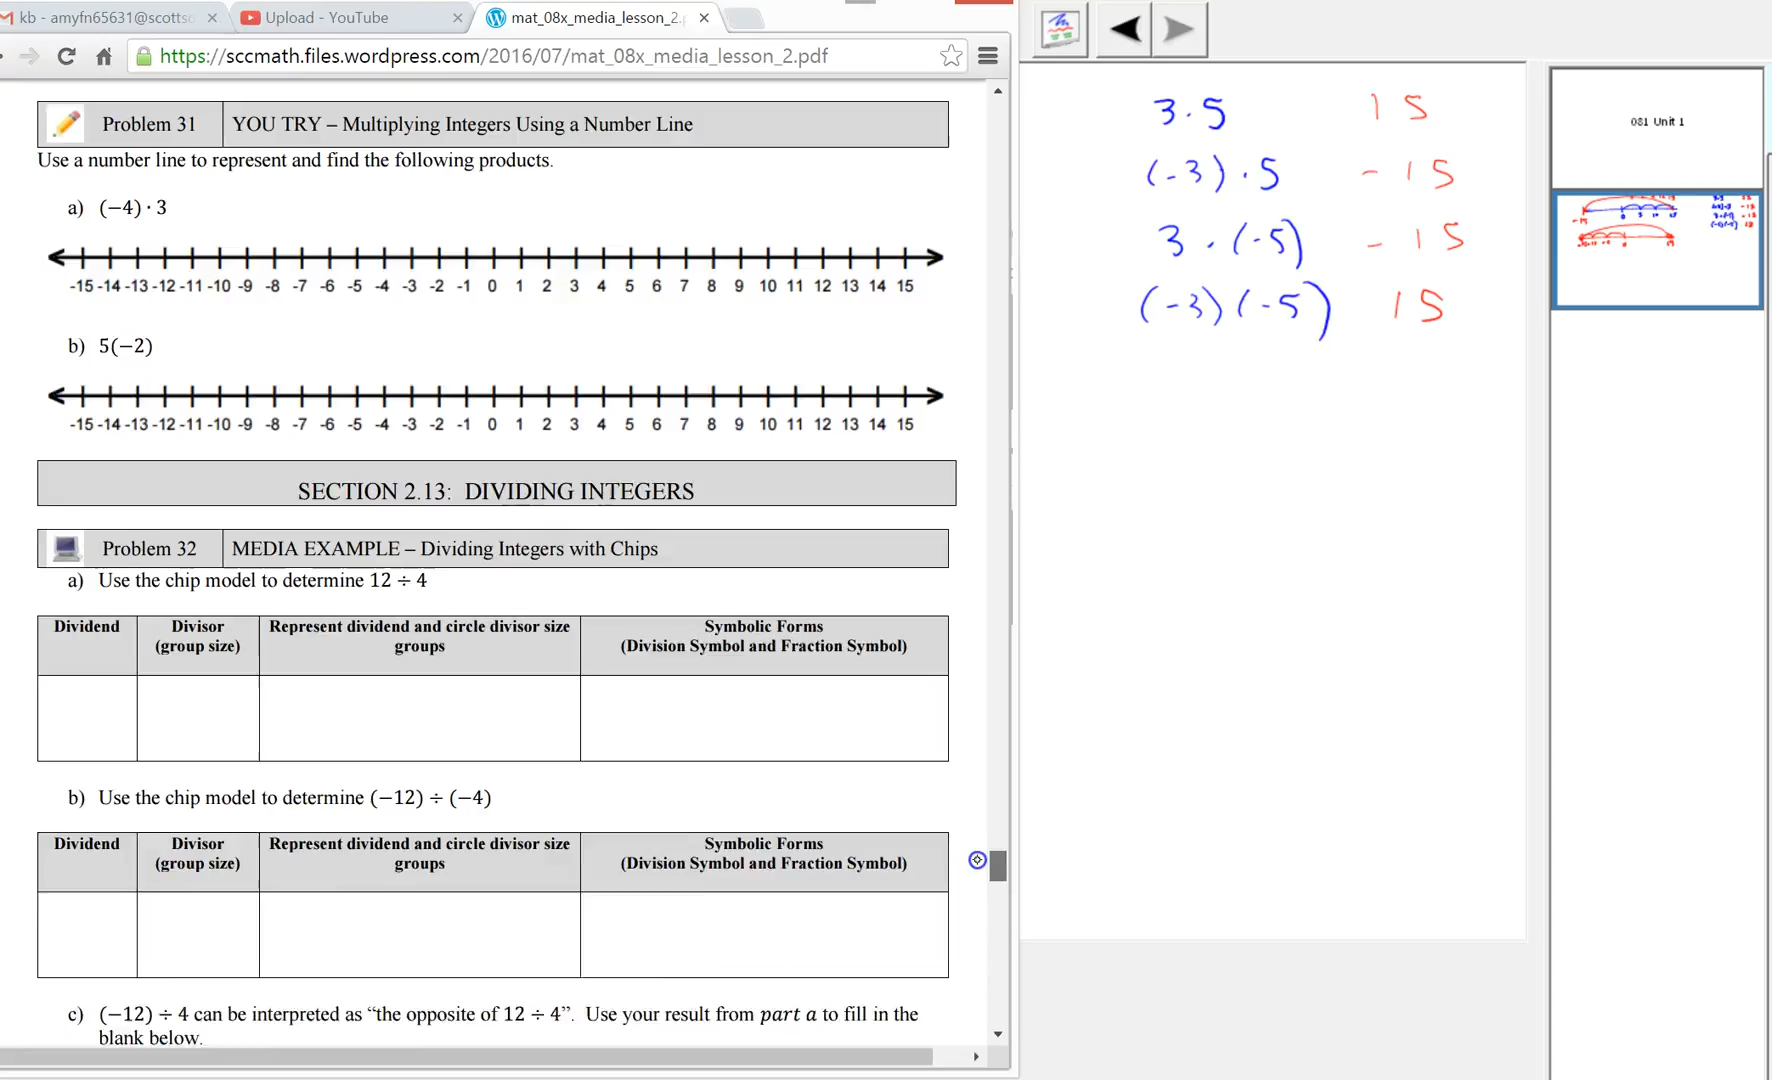 kb - amyfn65631@scottsc
Upload - YouTube
mat_08x_media_lesson_2.p
https://sccmath.files.wordpress.com/2016/07/mat_08x_media_lesson_2.pdf
Problem 31 YOU TRY – Multiplying Integers Using a Number Line
Use a number line to represent and find the following products.
a) (−4) · 3
-15 -14 -13 -12 -11 -10 -9 -8 -7 -6 -5 -4 -3 -2 -1 0 1 2 3 4 5 6 7 8 9 10 11 12 13 14 15
b) 5(−2)
-15 -14 -13 -12 -11 -10 -9 -8 -7 -6 -5 -4 -3 -2 -1 0 1 2 3 4 5 6 7 8 9 10 11 12 13 14 15
SECTION 2.13: DIVIDING INTEGERS
Problem 32 MEDIA EXAMPLE – Dividing Integers with Chips
a) Use the chip model to determine 12 ÷ 4
Dividend
Divisor
(group size)
Represent dividend and circle divisor size
groups
Symbolic Forms
(Division Symbol and Fraction Symbol)
b) Use the chip model to determine (−12) ÷ (−4)
Dividend
Divisor
(group size)
Represent dividend and circle divisor size
groups
Symbolic Forms
(Division Symbol and Fraction Symbol)
c) (−12) ÷ 4 can be interpreted as “the opposite of 12 ÷ 4”. Use your result from part a to fill in the
blank below.
3 · 5 15
(-3) · 5 -15
3 · (-5) -15
(-3)(-5) 15
081 Unit 1